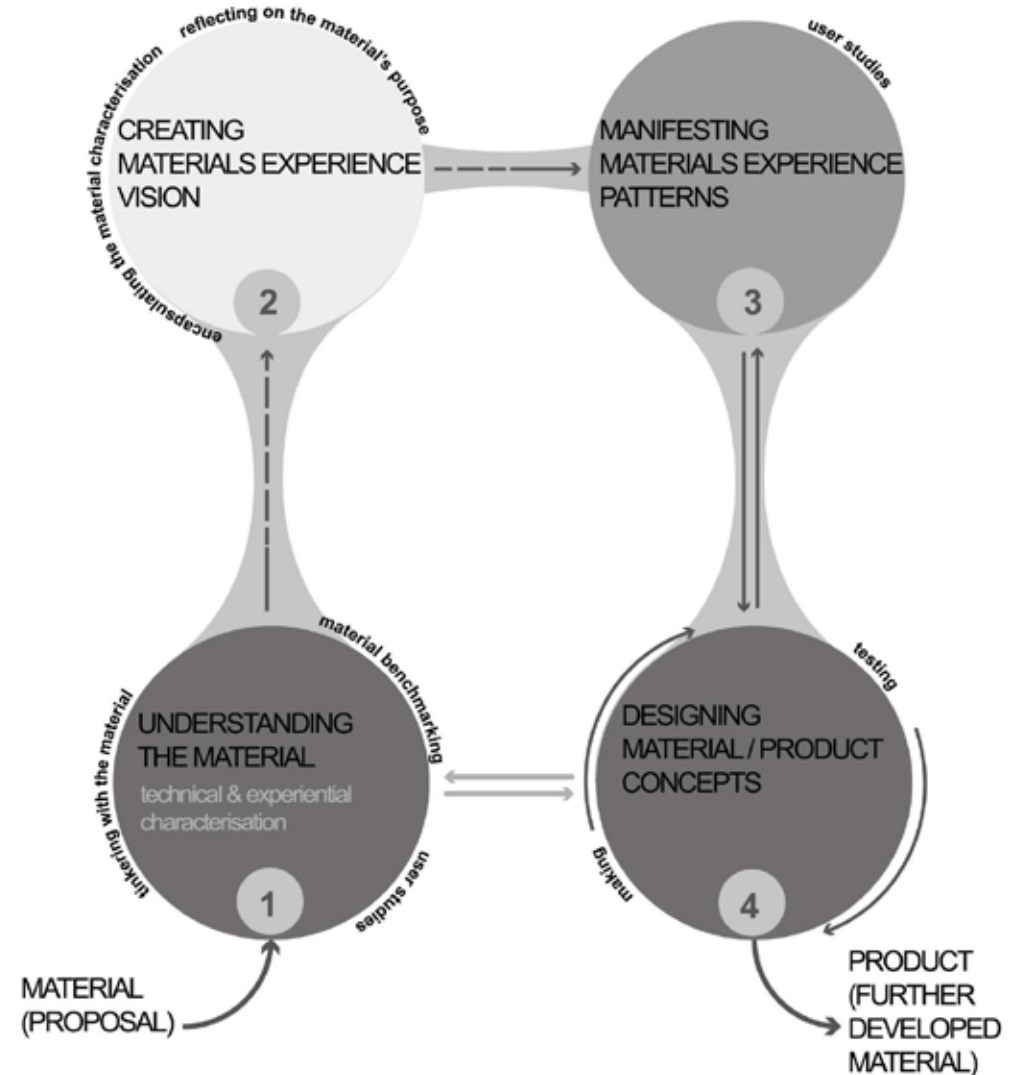 reflecting on the material's purpose
encapsulating the material characterisation
CREATING
MATERIALS EXPERIENCE
VISION
2
user studies
MANIFESTING
MATERIALS EXPERIENCE
PATTERNS
3
tinkering with the material
material benchmarking
user studies
UNDERSTANDING
THE MATERIAL
technical & experiential
characterisation
1
MATERIAL
(PROPOSAL)
testing
making
DESIGNING
MATERIAL / PRODUCT
CONCEPTS
4
PRODUCT
(FURTHER
DEVELOPED
MATERIAL)